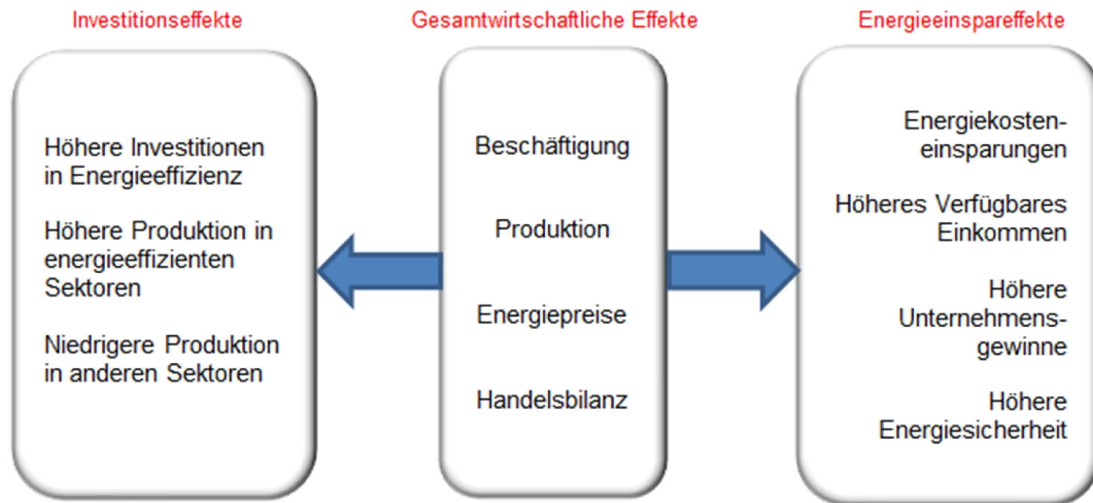 Investitionseffekte
Gesamtwirtschaftliche Effekte
Energieeinspareffekte
Höhere Investitionen
in Energieeffizienz
Höhere Produktion in
energieeffizienten
Sektoren
Niedrigere Produktion
in anderen Sektoren
Beschäftigung
Produktion
Energiepreise
Handelsbilanz
Energiekosten-
einsparungen
Höheres Verfügbares
Einkommen
Höhere
Unternehmens-
gewinne
Höhere
Energiesicherheit